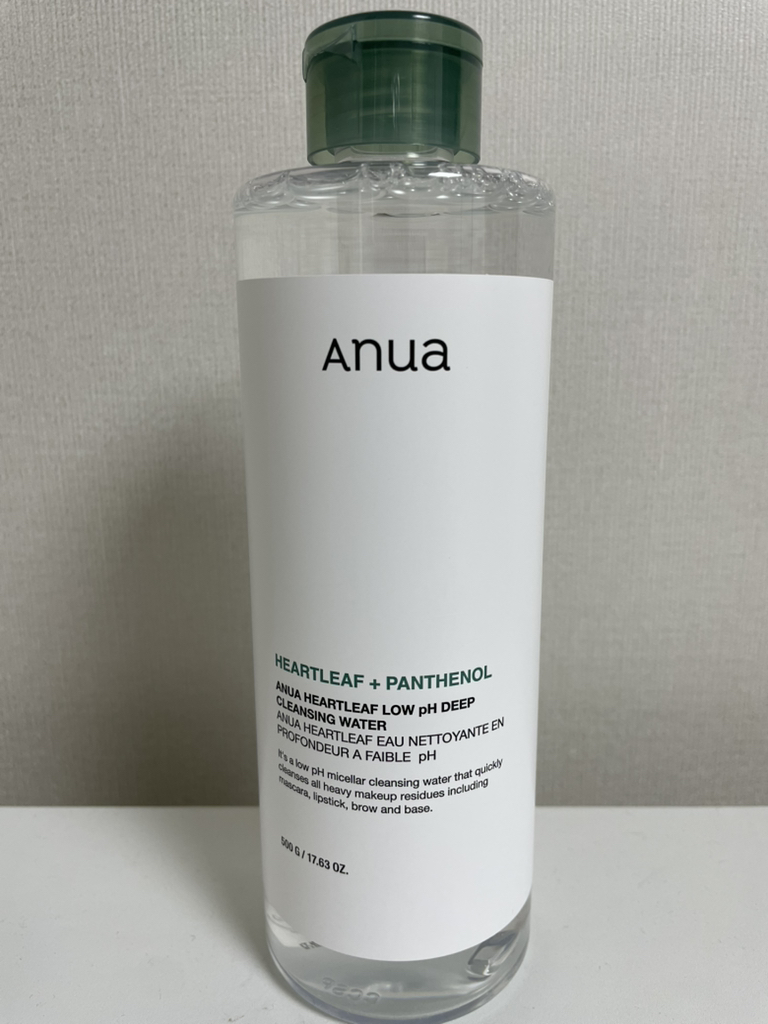 Anua
HEARTLEAF + PANTHENOL
ANUA HEARTLEAF LOW pH DEEP
CLEANSING WATER
ANUA HEARTLEAF EAU NETTOYANTE EN
PROFONDEUR A FAIBLE pH
It's a low pH micellar cleansing water that quickly
cleanses all heavy makeup residues including
mascara, lipstick, brow and base.
500 G / 17.63 OZ.